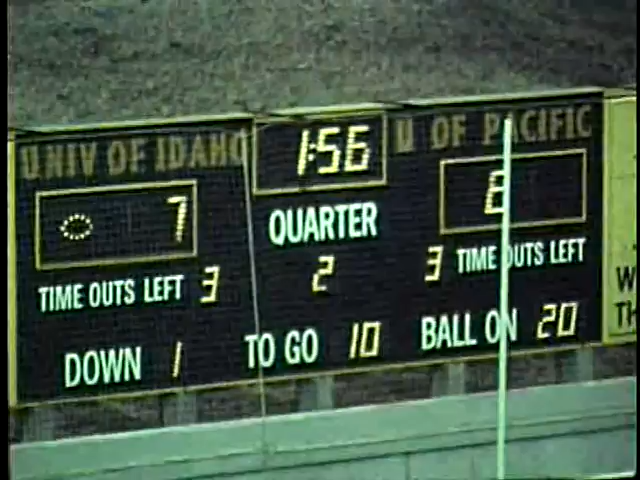 UNIV OF IDAHO 1:56 U OF PACIFIC
7
QUARTER
TIME OUTS LEFT 3 2 3 TIME OUTS LEFT
DOWN 1 TO GO 10 BALL ON 20